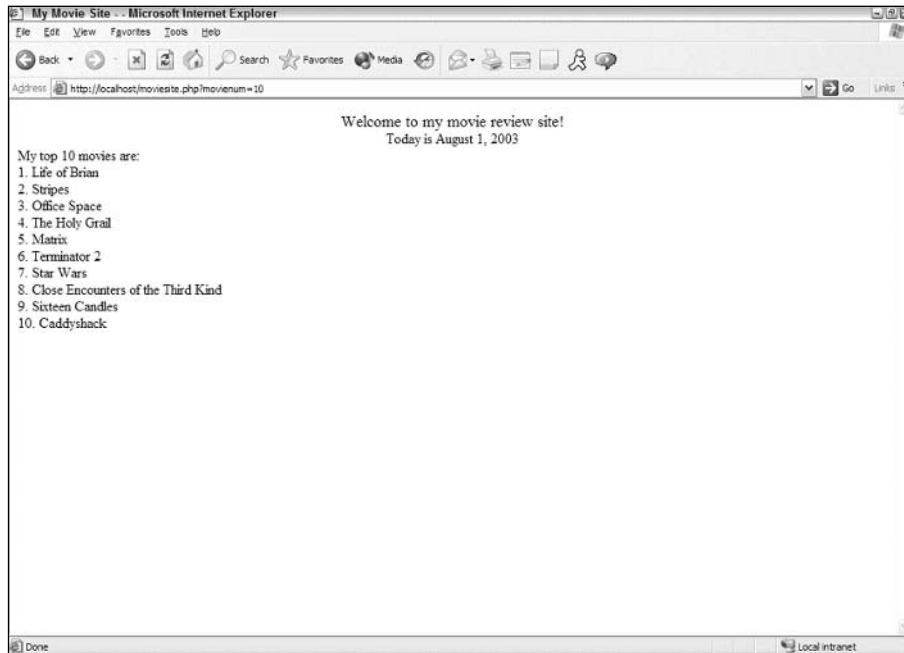 My Movie Site - - Microsoft Internet Explorer
File Edit View Favorites Tools Help
Back Search Favorites Media
Address http://localhost/moviesite.php?movienum=10 Go Links
Welcome to my movie review site!
Today is August 1, 2003
My top 10 movies are:
1. Life of Brian
2. Stripes
3. Office Space
4. The Holy Grail
5. Matrix
6. Terminator 2
7. Star Wars
8. Close Encounters of the Third Kind
9. Sixteen Candles
10. Caddyshack
Done Local intranet